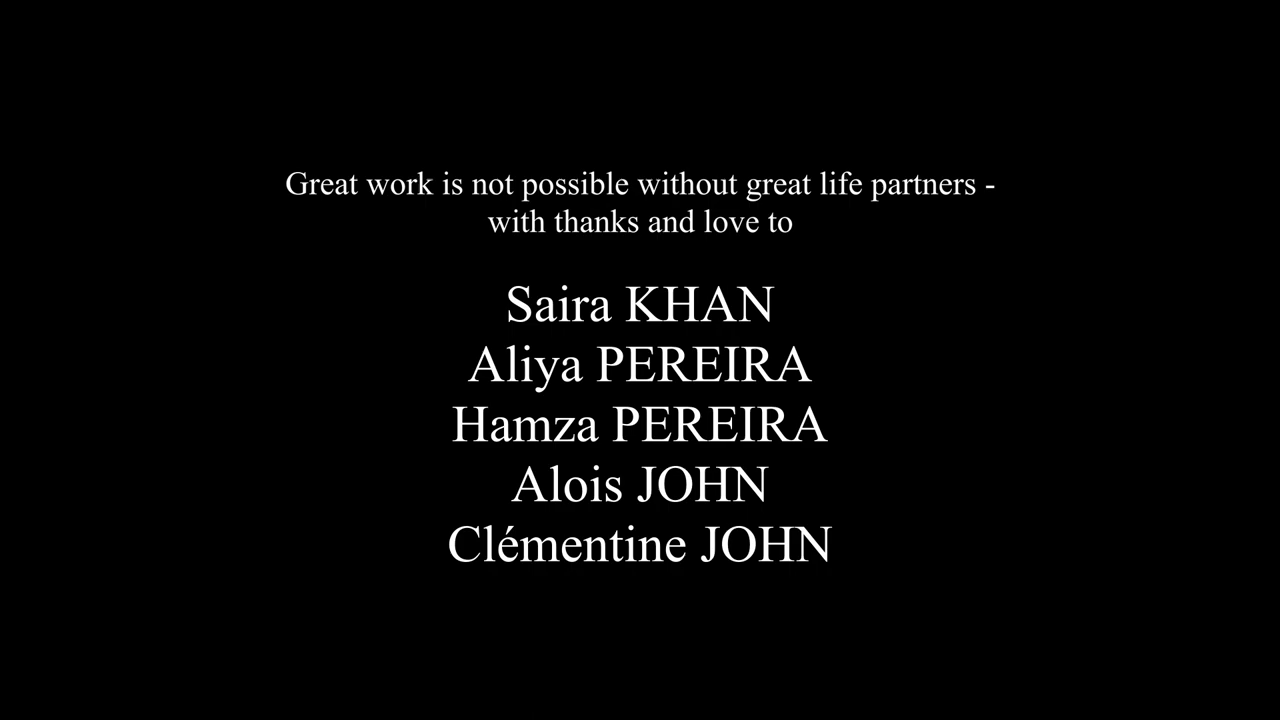 Great work is not possible without great life partners -
with thanks and love to
Saira KHAN
Aliya PEREIRA
Hamza PEREIRA
Alois JOHN
Clémentine JOHN